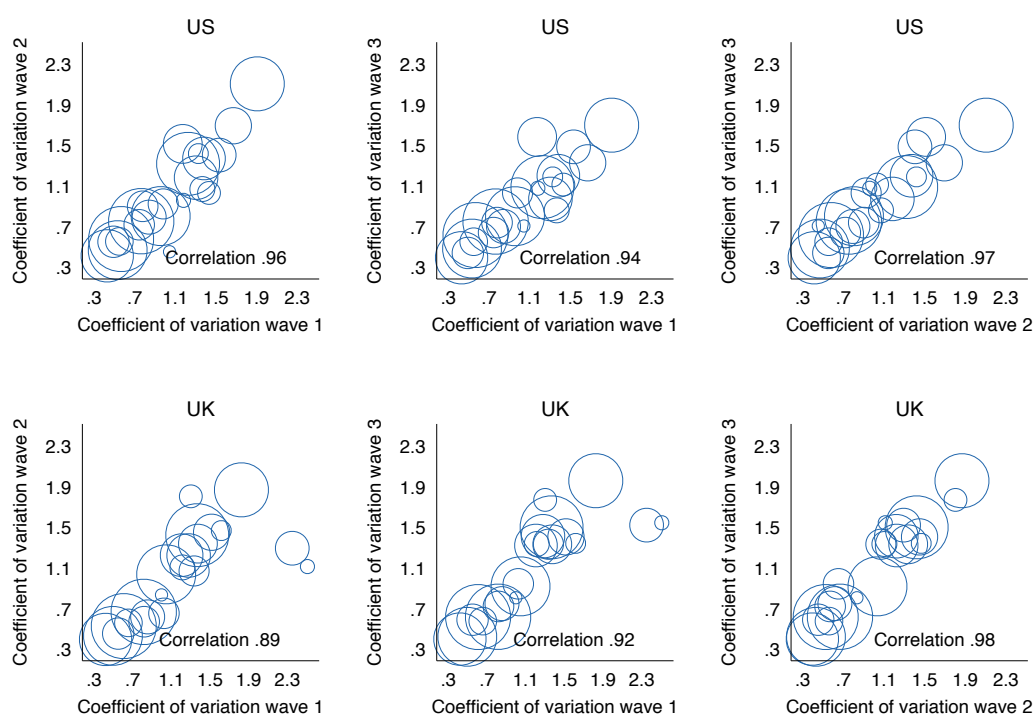 US
Coefficient of variation wave 2
2.3
1.9
1.5
1.1
.7
.3
Correlation .96
.3 .7 1.1 1.5 1.9 2.3
Coefficient of variation wave 1
US
Coefficient of variation wave 3
2.3
1.9
1.5
1.1
.7
.3
Correlation .94
.3 .7 1.1 1.5 1.9 2.3
Coefficient of variation wave 1
US
Coefficient of variation wave 3
2.3
1.9
1.5
1.1
.7
.3
Correlation .97
.3 .7 1.1 1.5 1.9 2.3
Coefficient of variation wave 2
UK
Coefficient of variation wave 2
2.3
1.9
1.5
1.1
.7
.3
Correlation .89
.3 .7 1.1 1.5 1.9 2.3
Coefficient of variation wave 1
UK
Coefficient of variation wave 3
2.3
1.9
1.5
1.1
.7
.3
Correlation .92
.3 .7 1.1 1.5 1.9 2.3
Coefficient of variation wave 1
UK
Coefficient of variation wave 3
2.3
1.9
1.5
1.1
.7
.3
Correlation .98
.3 .7 1.1 1.5 1.9 2.3
Coefficient of variation wave 2